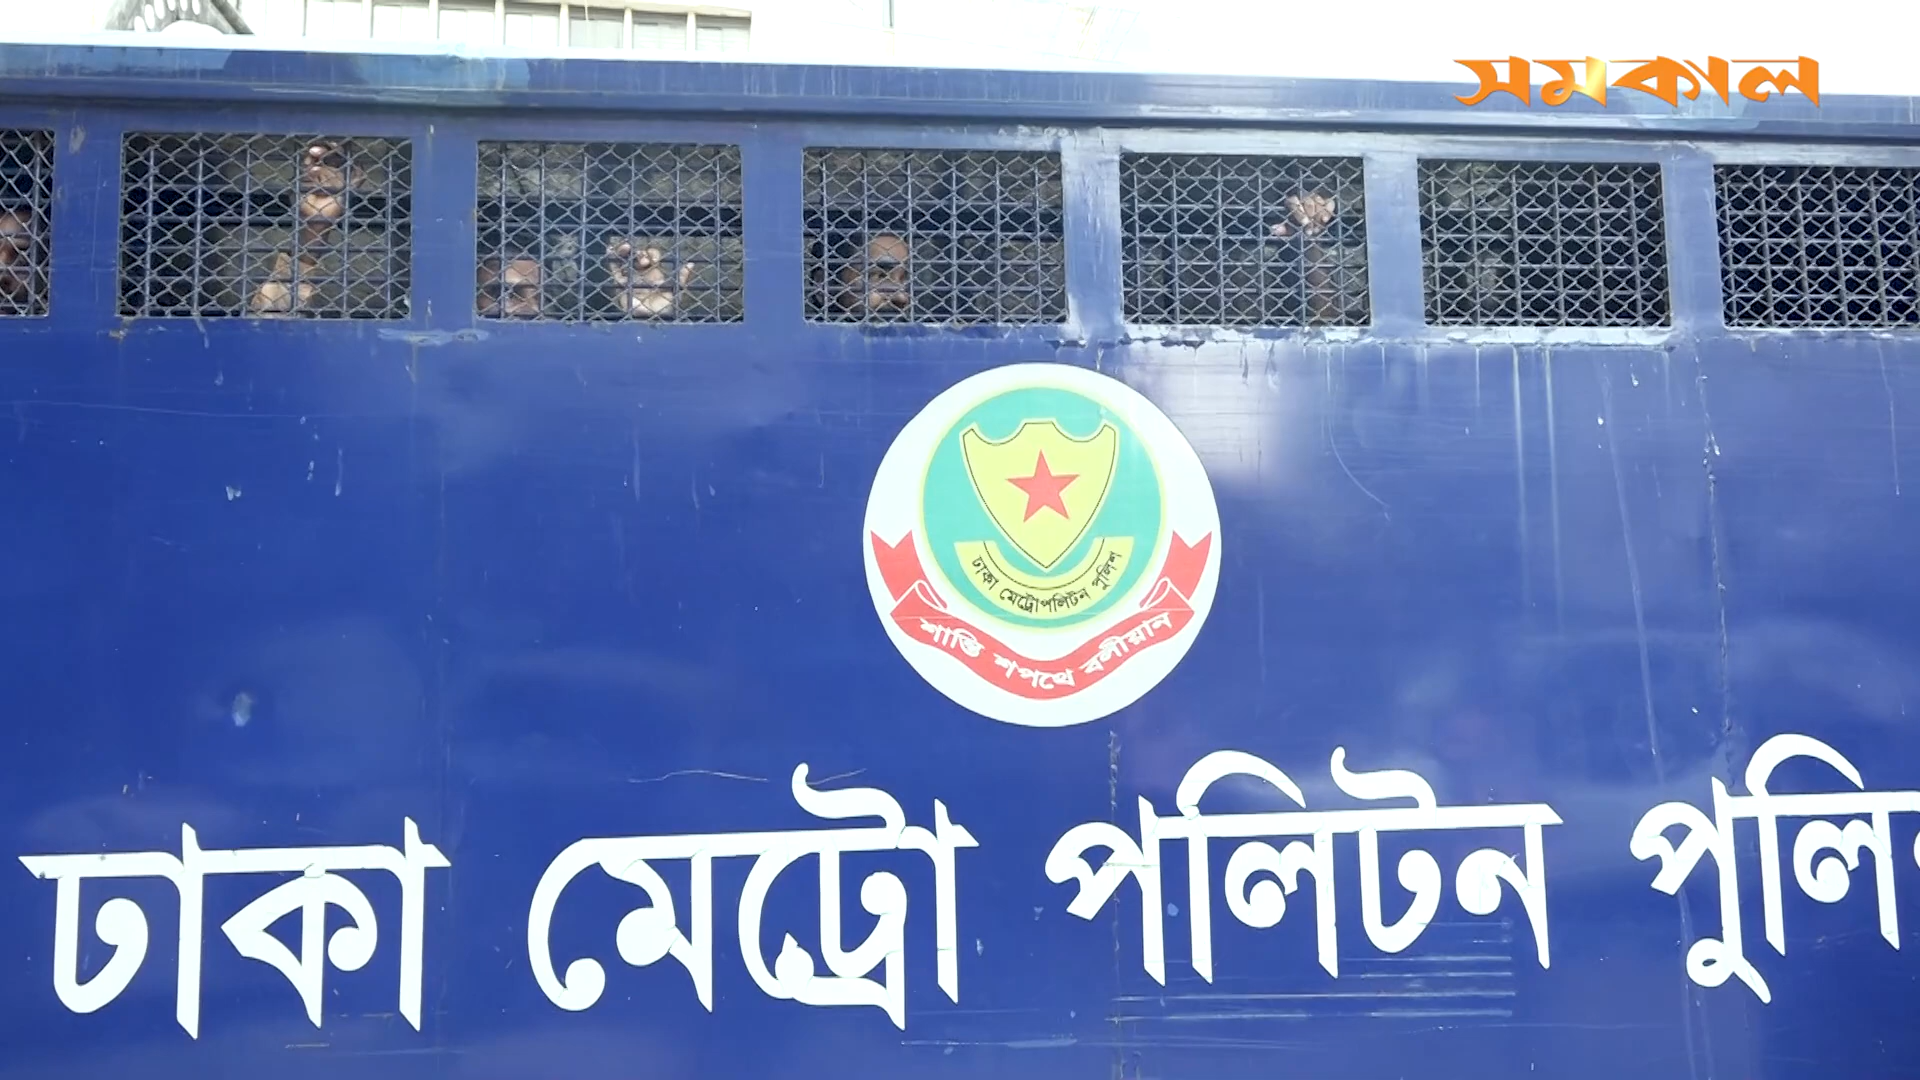 সমকাল
ঢাকা মেট্রোপলিটন পুলিশ
শান্তি শপথে বলীয়ান
ঢাকা মেট্রো পলিটন পুলি